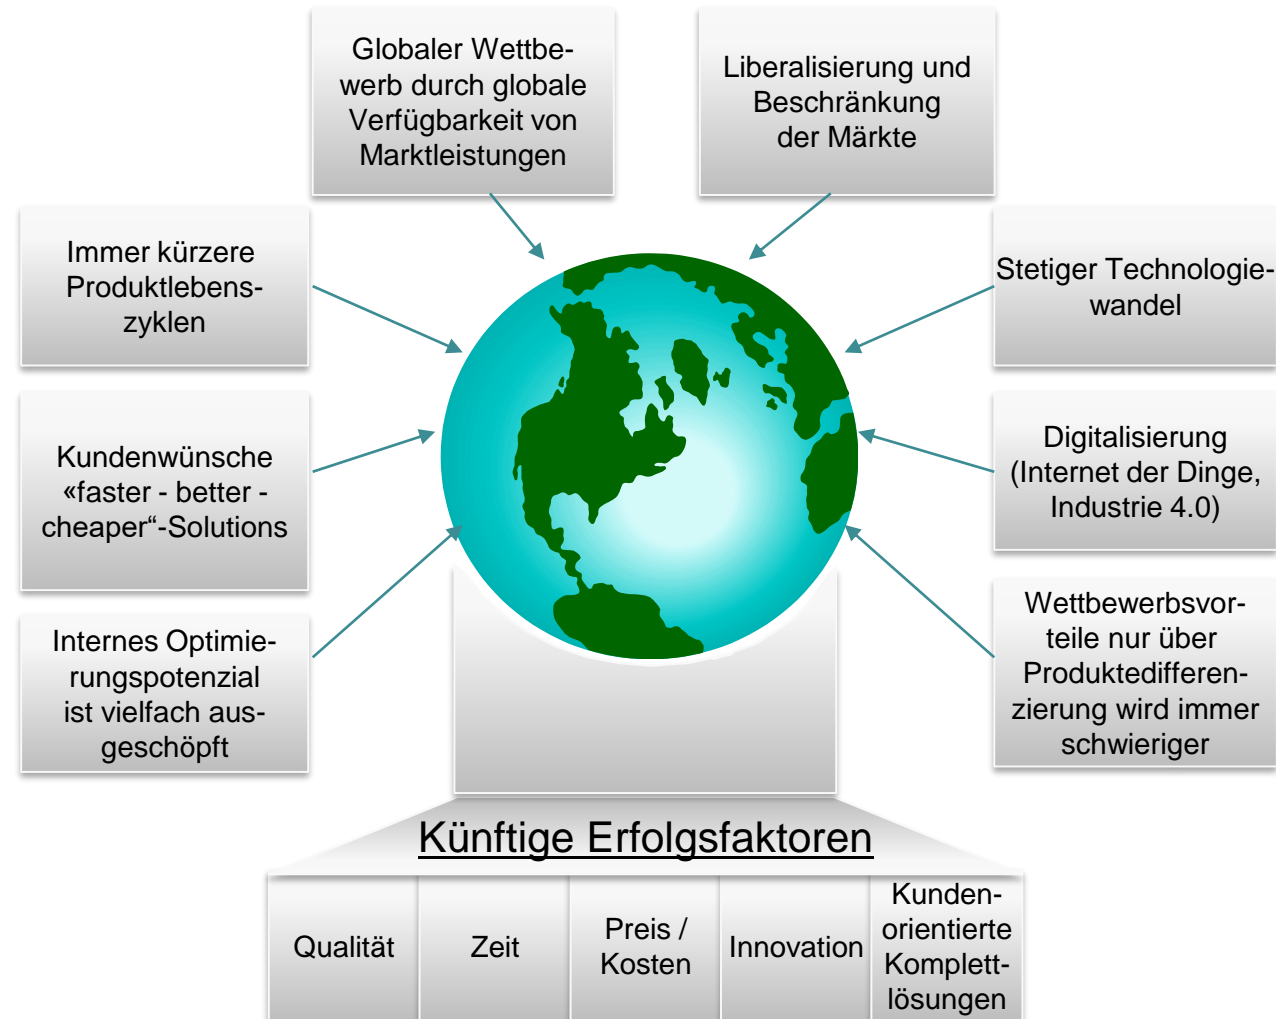 Globaler Wettbe-
werb durch globale
Verfügbarkeit von
Marktleistungen
Liberalisierung und
Beschränkung
der Märkte
Immer kürzere
Produktlebens-
zyklen
Stetiger Technologie-
wandel
Kundenwünsche
«faster - better -
cheaper“-Solutions
Digitalisierung
(Internet der Dinge,
Industrie 4.0)
Internes Optimie-
rungspotenzial
ist vielfach aus-
geschöpft
Wettbewerbsvor-
teile nur über
Produktedifferen-
zierung wird immer
schwieriger
Künftige Erfolgsfaktoren
Qualität
Zeit
Preis /
Kosten
Innovation
Kunden-
orientierte
Komplett-
lösungen